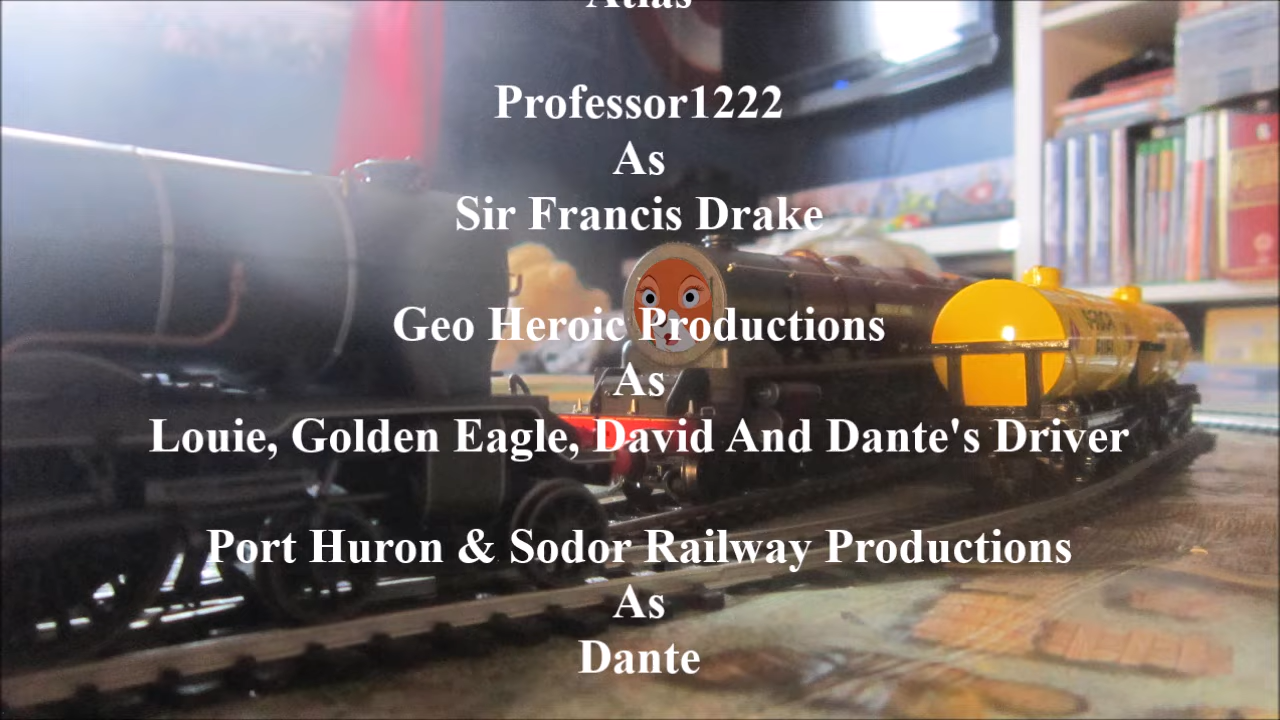 Atlas
Professor1222
As
Sir Francis Drake
Geo Heroic Productions
As
Louie, Golden Eagle, David And Dante's Driver
Port Huron & Sodor Railway Productions
As
Dante